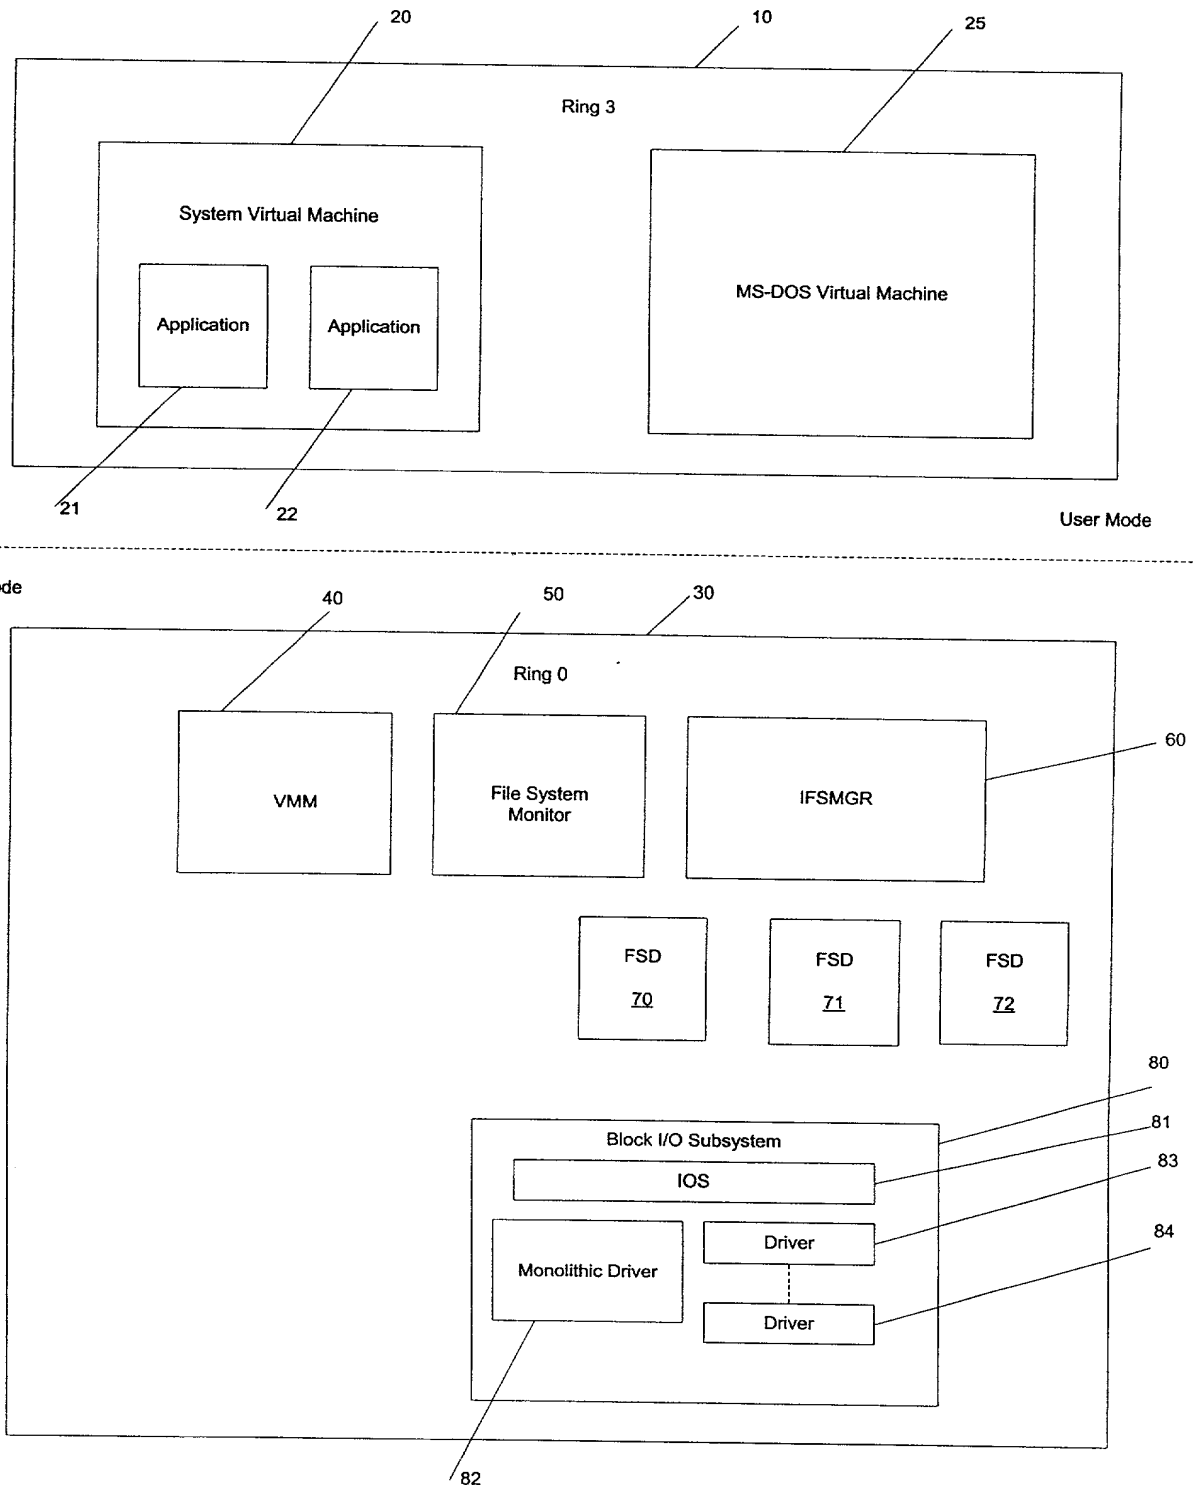 20
10
25
Ring 3
System Virtual Machine
MS-DOS Virtual Machine
Application
Application
21
22
User Mode
40
50
30
Ring 0
60
VMM
File System
Monitor
IFSMGR
FSD
70
FSD
71
FSD
72
80
Block I/O Subsystem
81
IOS
83
Driver
84
Monolithic Driver
Driver
82